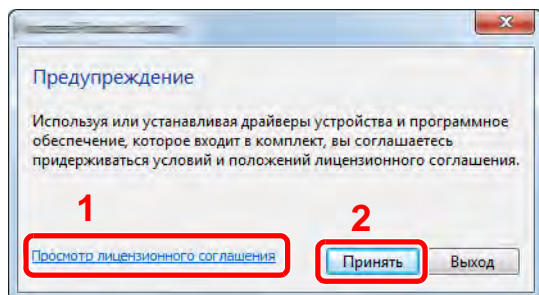 Предупреждение
Используя или устанавливая драйверы устройства и программное
обеспечение, которое входит в комплект, вы соглашаетесь
придерживаться условий и положений лицензионного соглашения.
1
2
Просмотр лицензионного соглашения
Принять
Выход